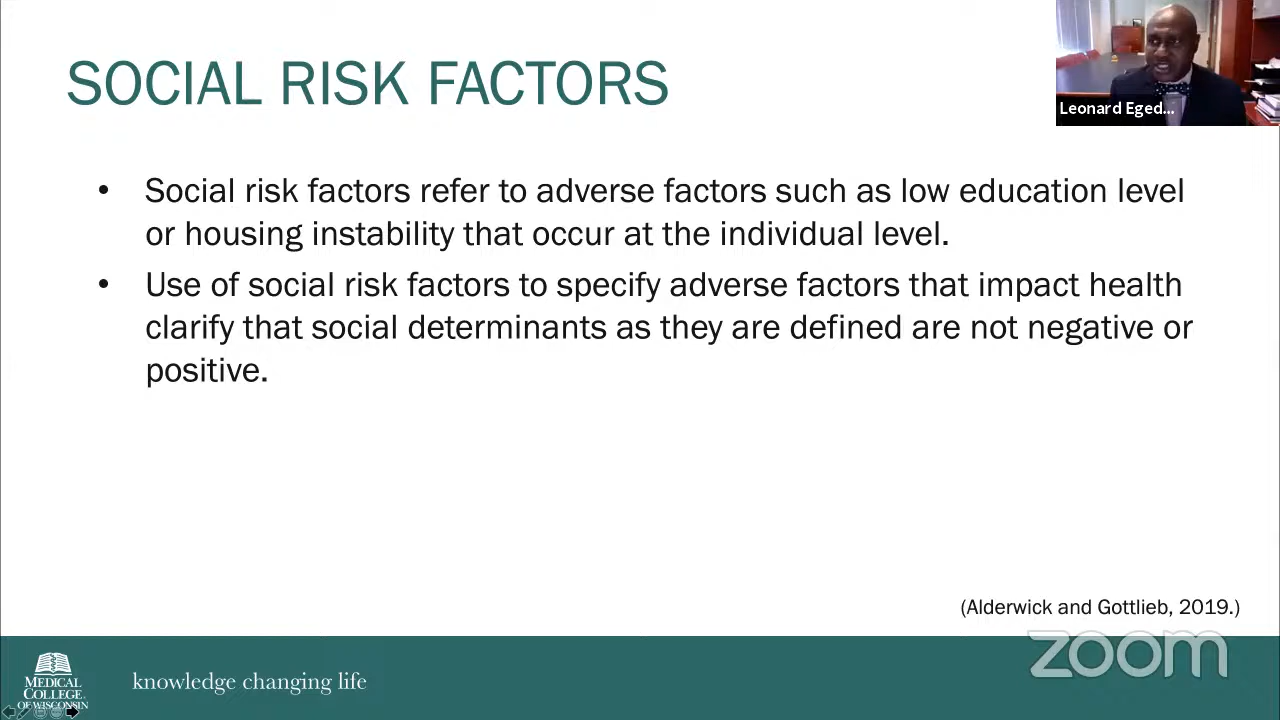 SOCIAL RISK FACTORS
Leonard Eged...
• Social risk factors refer to adverse factors such as low education level
or housing instability that occur at the individual level.
• Use of social risk factors to specify adverse factors that impact health
clarify that social determinants as they are defined are not negative or
positive.
(Alderwick and Gottlieb, 2019.)
zoom
MEDICAL
COLLEGE
OF WISCONSIN
knowledge changing life